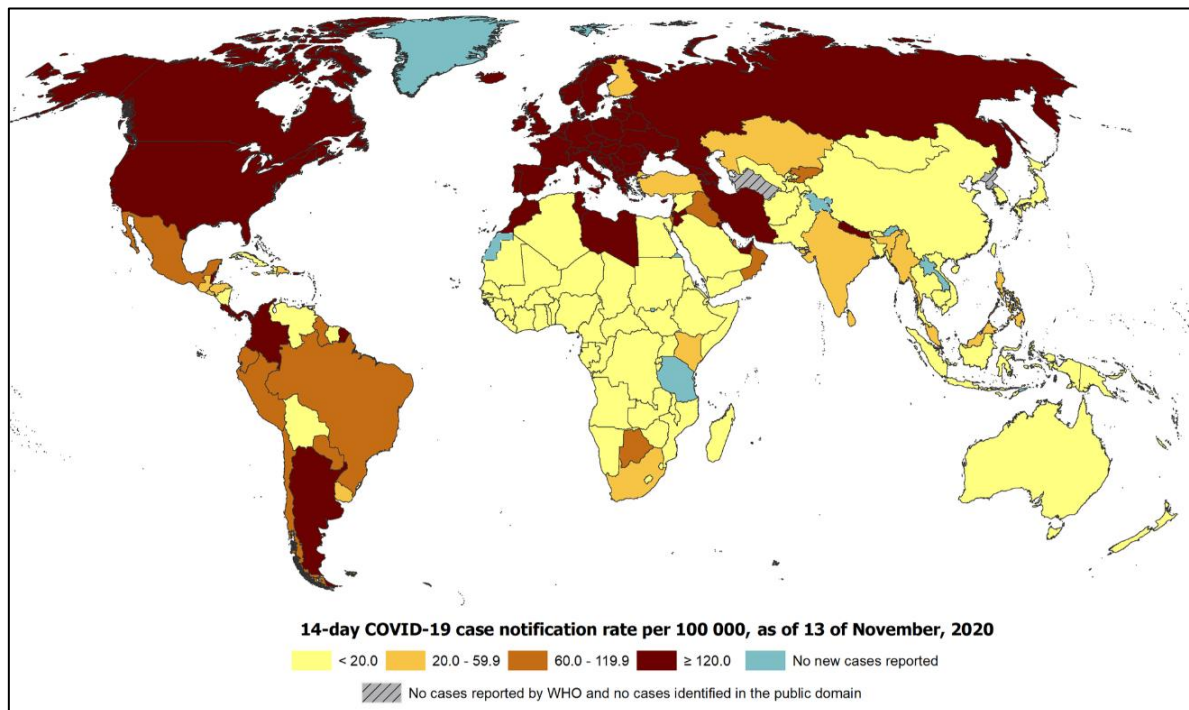 14-day COVID-19 case notification rate per 100 000, as of 13 of November, 2020
< 20.0 20.0 - 59.9 60.0 - 119.9 ≥ 120.0 No new cases reported
No cases reported by WHO and no cases identified in the public domain